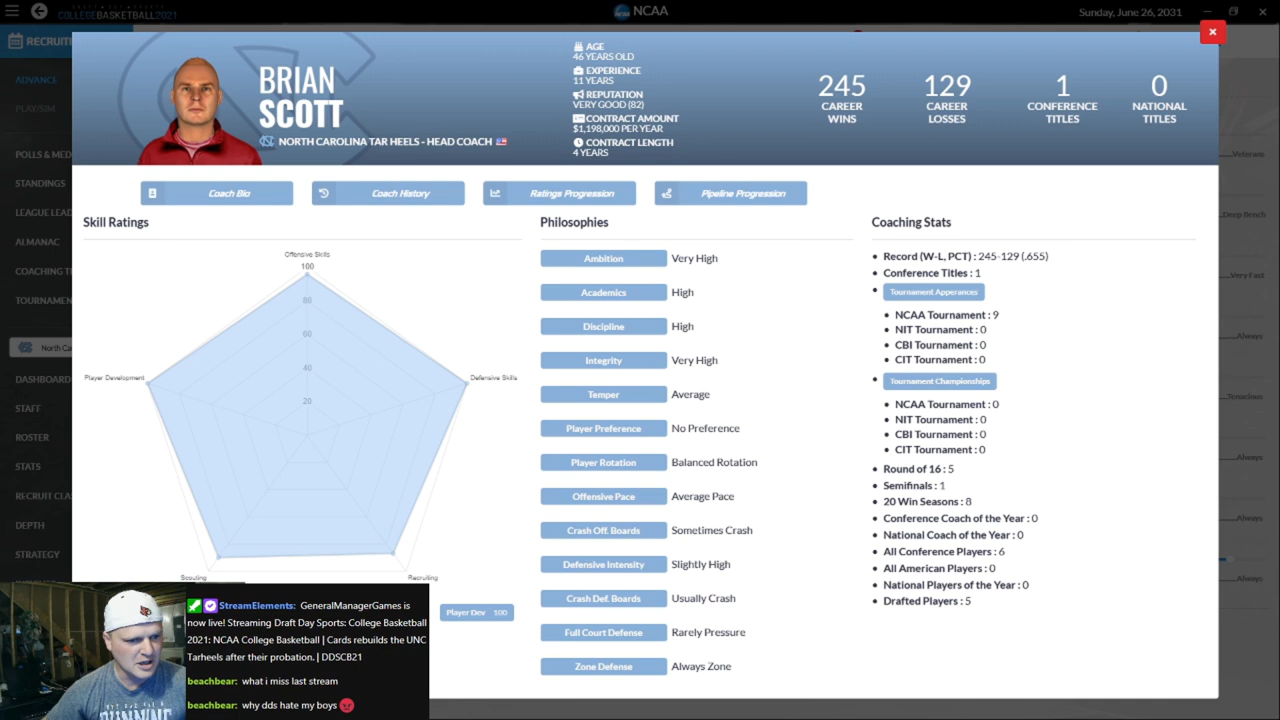 COLLEGEBASKETBALL2021
NCAA
Sunday, June 26, 2031
RECRUITI
ADVANCE
PLAY/SIM
POLLS & MED
STANDINGS
LEAGUE LEAD
ALMANAC
COACHING T
TOURNAMEN
North Ca
DASHBOARD
STAFF
ROSTER
STATS
RECRUIT CLA
DEPTH
STRATEGY
BRIAN
SCOTT
NORTH CAROLINA TAR HEELS - HEAD COACH
AGE
46 YEARS OLD
EXPERIENCE
11 YEARS
REPUTATION
VERY GOOD (82)
CONTRACT AMOUNT
$1,198,000 PER YEAR
CONTRACT LENGTH
4 YEARS
245
CAREER
WINS
129
CAREER
LOSSES
1
CONFERENCE
TITLES
0
NATIONAL
TITLES
Coach Bio
Coach History
Ratings Progression
Pipeline Progression
Skill Ratings
Offensive Skills
100
80
60
40
20
Player Development
Defensive Skills
Scouting
Recruiting
Player Dev 100
Philosophies
Ambition Very High
Academics High
Discipline High
Integrity Very High
Temper Average
Player Preference No Preference
Player Rotation Balanced Rotation
Offensive Pace Average Pace
Crash Off. Boards Sometimes Crash
Defensive Intensity Slightly High
Crash Def. Boards Usually Crash
Full Court Defense Rarely Pressure
Zone Defense Always Zone
Coaching Stats
Record (W-L, PCT) : 245-129 (.655)
Conference Titles : 1
Tournament Apperances
NCAA Tournament : 9
NIT Tournament : 0
CBI Tournament : 0
CIT Tournament : 0
Tournament Championships
NCAA Tournament : 0
NIT Tournament : 0
CBI Tournament : 0
CIT Tournament : 0
Round of 16 : 5
Semifinals : 1
20 Win Seasons : 8
Conference Coach of the Year : 0
National Coach of the Year : 0
All Conference Players : 6
All American Players : 0
National Players of the Year : 0
Drafted Players : 5
Veterans
Deep Bench
Very Fast
Always
Tenacious
Always
Always
Always
StreamElements: GeneralManagerGames is
now live! Streaming Draft Day Sports: College Basketball
2021: NCAA College Basketball | Cards rebuilds the UNC
Tarheels after their probation. | DDSCB21
beachbear: what i miss last stream
beachbear: why dds hate my boys